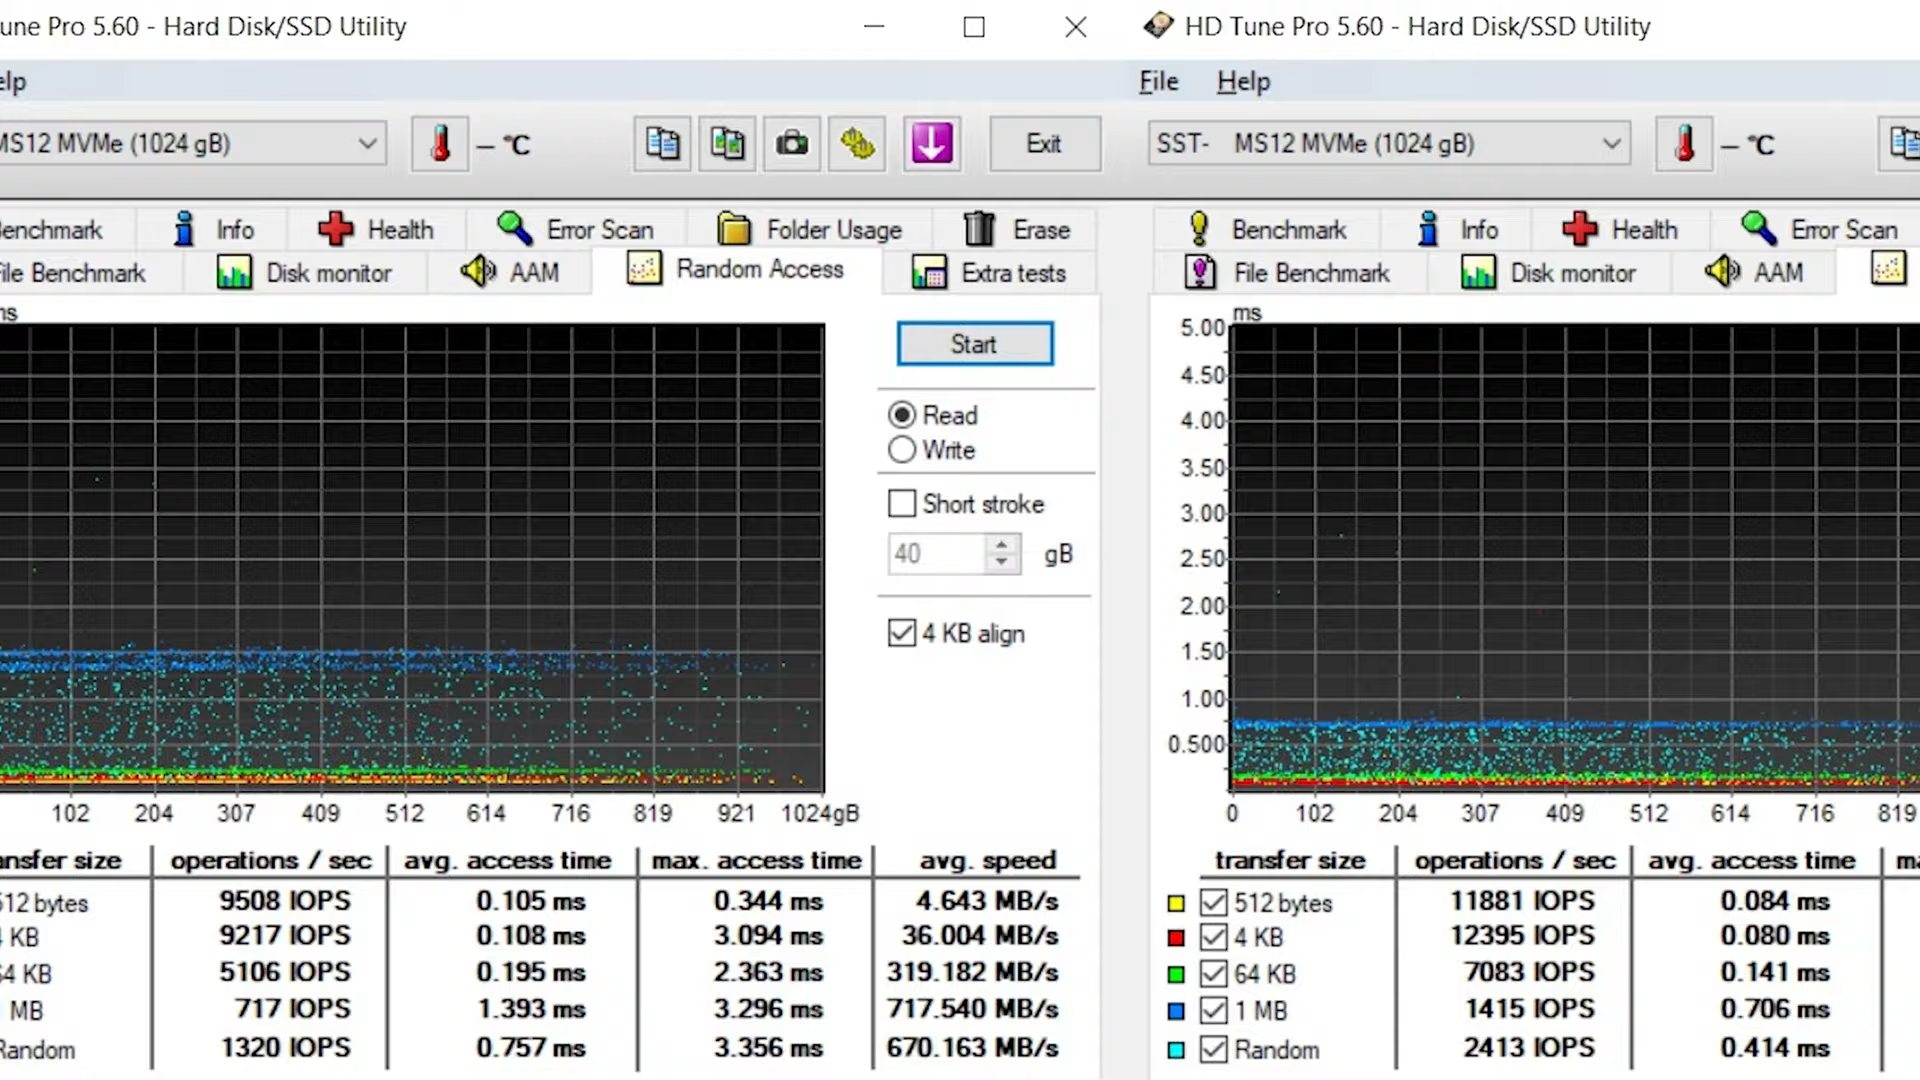 une Pro 5.60 - Hard Disk/SSD Utility
elp
MS12 MVMe (1024 gB)
– °C
Exit
Benchmark
Info
Health
Error Scan
Folder Usage
Erase
File Benchmark
Disk monitor
AAM
Random Access
Extra tests
ms
Start
Read
Write
Short stroke
40 gB
4 KB align
102 204 307 409 512 614 716 819 921 1024gB
ansfer size operations / sec avg. access time max. access time avg. speed
512 bytes 9508 IOPS 0.105 ms 0.344 ms 4.643 MB/s
4 KB 9217 IOPS 0.108 ms 3.094 ms 36.004 MB/s
64 KB 5106 IOPS 0.195 ms 2.363 ms 319.182 MB/s
MB 717 IOPS 1.393 ms 3.296 ms 717.540 MB/s
Random 1320 IOPS 0.757 ms 3.356 ms 670.163 MB/s
HD Tune Pro 5.60 - Hard Disk/SSD Utility
File Help
SST- MS12 MVMe (1024 gB)
– °C
Benchmark
Info
Health
Error Scan
File Benchmark
Disk monitor
AAM
ms
5.00
4.50
4.00
3.50
3.00
2.50
2.00
1.50
1.00
0.500
0 102 204 307 409 512 614 716 819
transfer size operations / sec avg. access time ma
512 bytes 11881 IOPS 0.084 ms
4 KB 12395 IOPS 0.080 ms
64 KB 7083 IOPS 0.141 ms
1 MB 1415 IOPS 0.706 ms
Random 2413 IOPS 0.414 ms